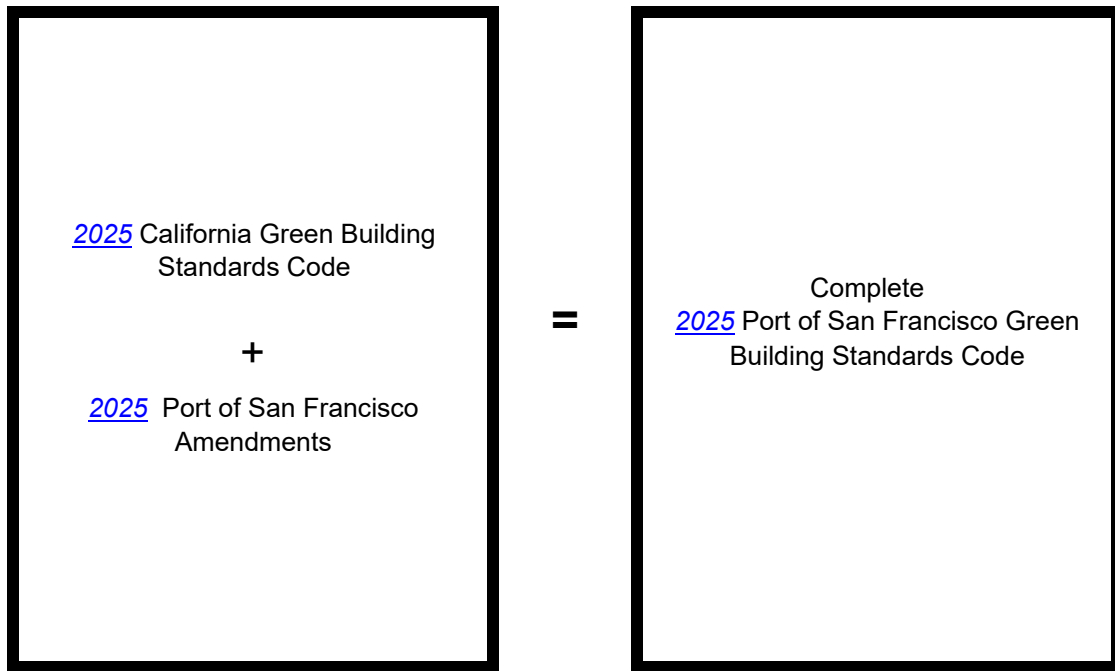 2025 California Green Building
Standards Code
+
2025 Port of San Francisco
Amendments
=
Complete
2025 Port of San Francisco Green
Building Standards Code